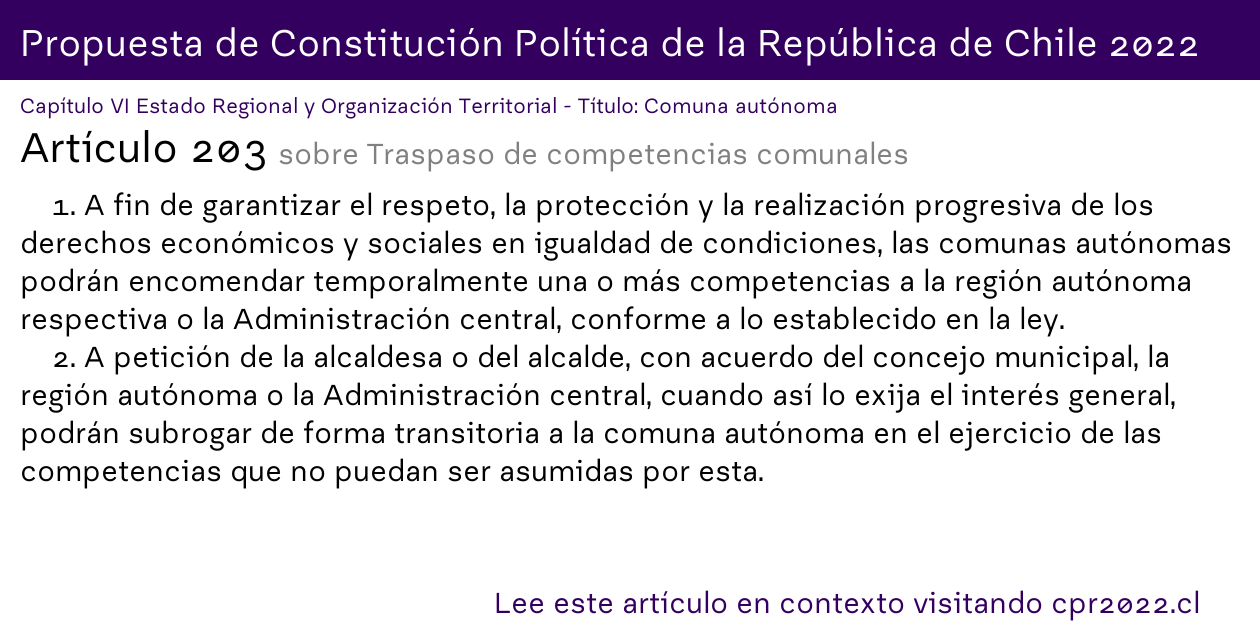 Propuesta de Constitución Política de la República de Chile 2022
Capítulo VI Estado Regional y Organización Territorial - Título: Comuna autónoma
Artículo 203 sobre Traspaso de competencias comunales
1. A fin de garantizar el respeto, la protección y la realización progresiva de los
derechos económicos y sociales en igualdad de condiciones, las comunas autónomas
podrán encomendar temporalmente una o más competencias a la región autónoma
respectiva o la Administración central, conforme a lo establecido en la ley.
2. A petición de la alcaldesa o del alcalde, con acuerdo del concejo municipal, la
región autónoma o la Administración central, cuando así lo exija el interés general,
podrán subrogar de forma transitoria a la comuna autónoma en el ejercicio de las
competencias que no puedan ser asumidas por esta.
Lee este artículo en contexto visitando cpr2022.cl